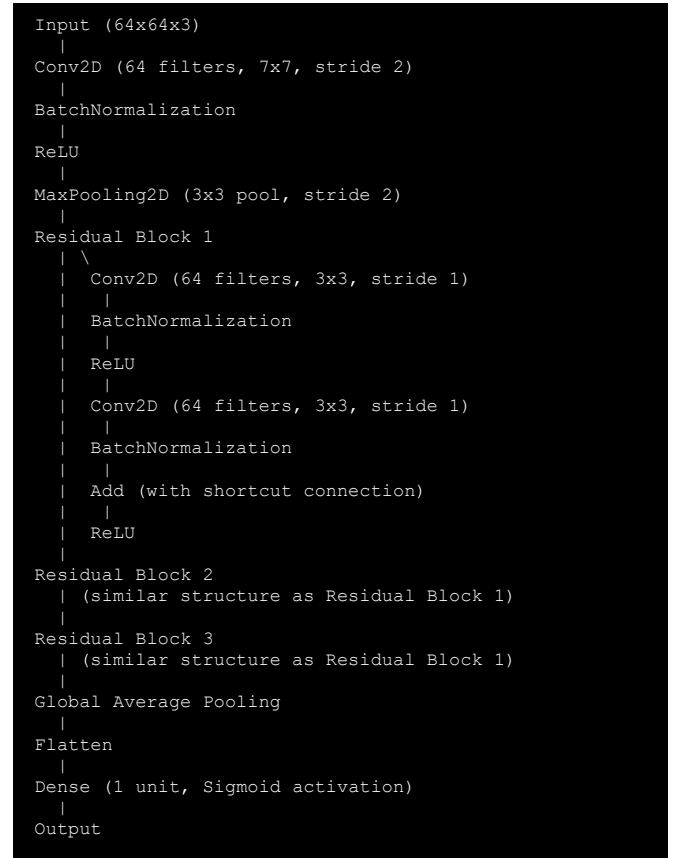 Input (64x64x3)
  |
Conv2D (64 filters, 7x7, stride 2)
  |
BatchNormalization
  |
ReLU
  |
MaxPooling2D (3x3 pool, stride 2)
  |
Residual Block 1
  | \
  |  Conv2D (64 filters, 3x3, stride 1)
  |   |
  |  BatchNormalization
  |   |
  |  ReLU
  |   |
  |  Conv2D (64 filters, 3x3, stride 1)
  |   |
  |  BatchNormalization
  |   |
  |  Add (with shortcut connection)
  |   |
  |  ReLU
  |
Residual Block 2
  | (similar structure as Residual Block 1)
  |
Residual Block 3
  | (similar structure as Residual Block 1)
  |
Global Average Pooling
  |
Flatten
  |
Dense (1 unit, Sigmoid activation)
  |
Output